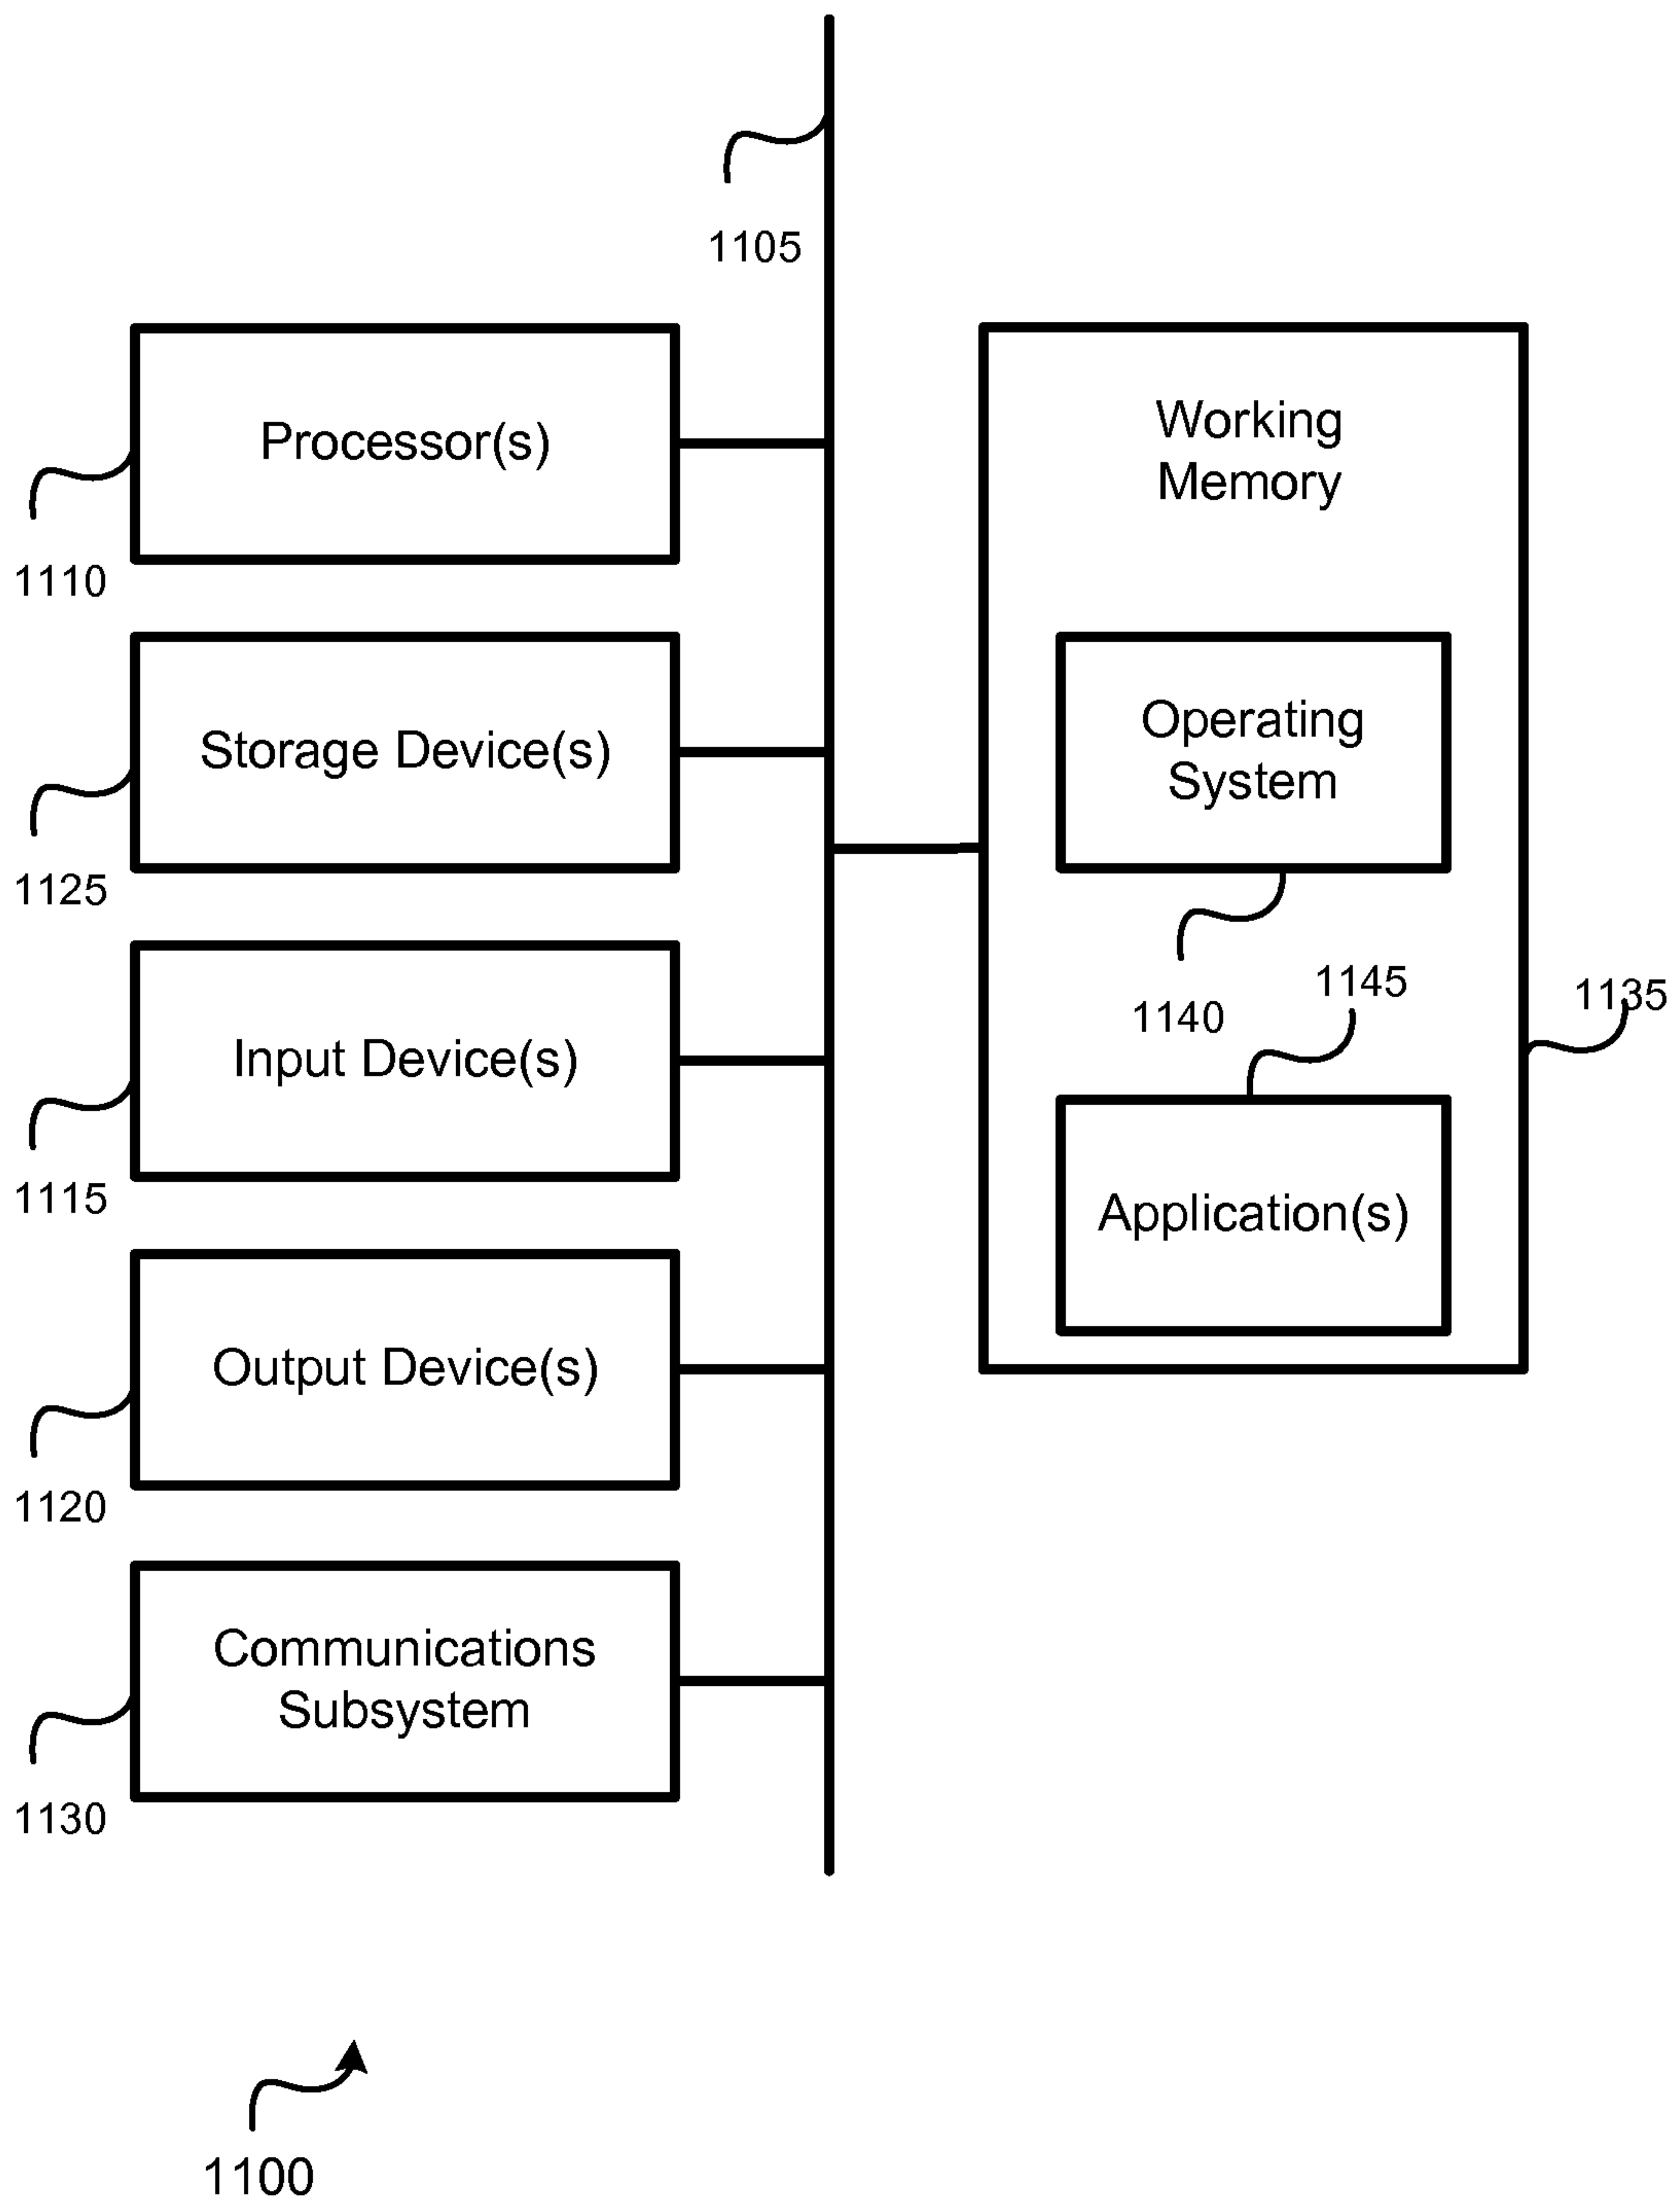 1105
Processor(s)
1110
Storage Device(s)
1125
Input Device(s)
1115
Output Device(s)
1120
Communications
Subsystem
1130
Working
Memory
Operating
System
1140
1145
1135
Application(s)
1100